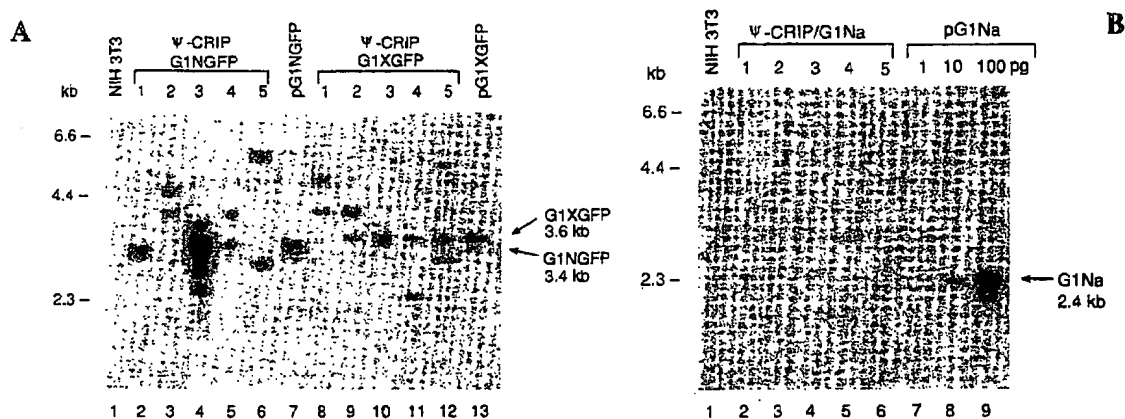 A
NIH 3T3
Ψ-CRIP
G1NGFP
pG1NGFP
Ψ-CRIP
G1XGFP
pG1XGFP
1 2 3 4 5
1 2 3 4 5
kb
6.6 –
4.4 –
2.3 –
G1XGFP
3.6 kb
G1NGFP
3.4 kb
1 2 3 4 5 6 7 8 9 10 11 12 13
B
NIH 3T3
Ψ-CRIP/G1Na
pG1Na
1 2 3 4 5
1 10 100 pg
kb
6.6 –
4.4 –
2.3 –
G1Na
2.4 kb
1 2 3 4 5 6 7 8 9